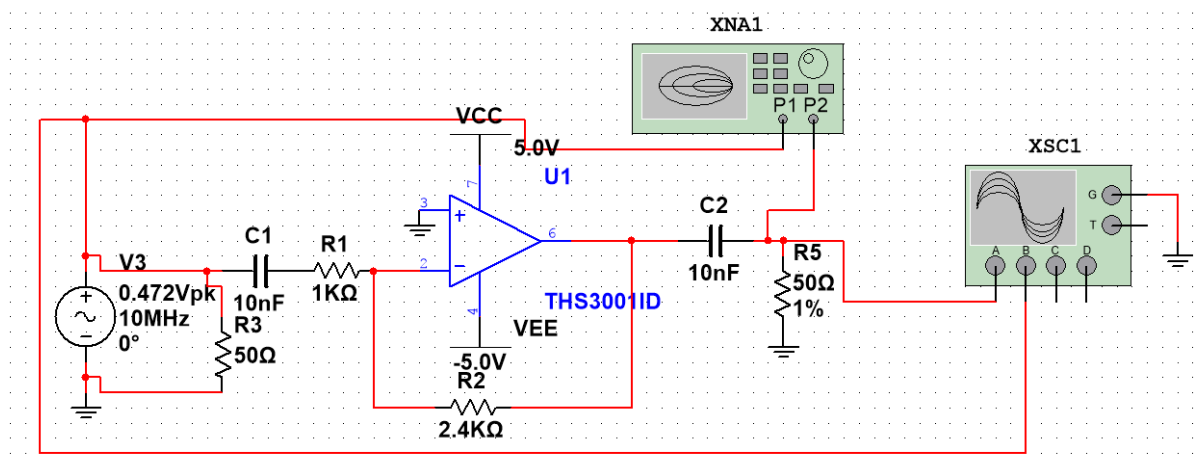 XNA1
P1 P2
VCC
5.0V
U1
XSC1
G
T
A
B
C
D
7
3
+
2
−
6
4
THS3001ID
VEE
-5.0V
C1
10nF
R1
1KΩ
V3
0.472Vpk
10MHz
0°
+
−
R3
50Ω
R2
2.4KΩ
C2
10nF
R5
50Ω
1%